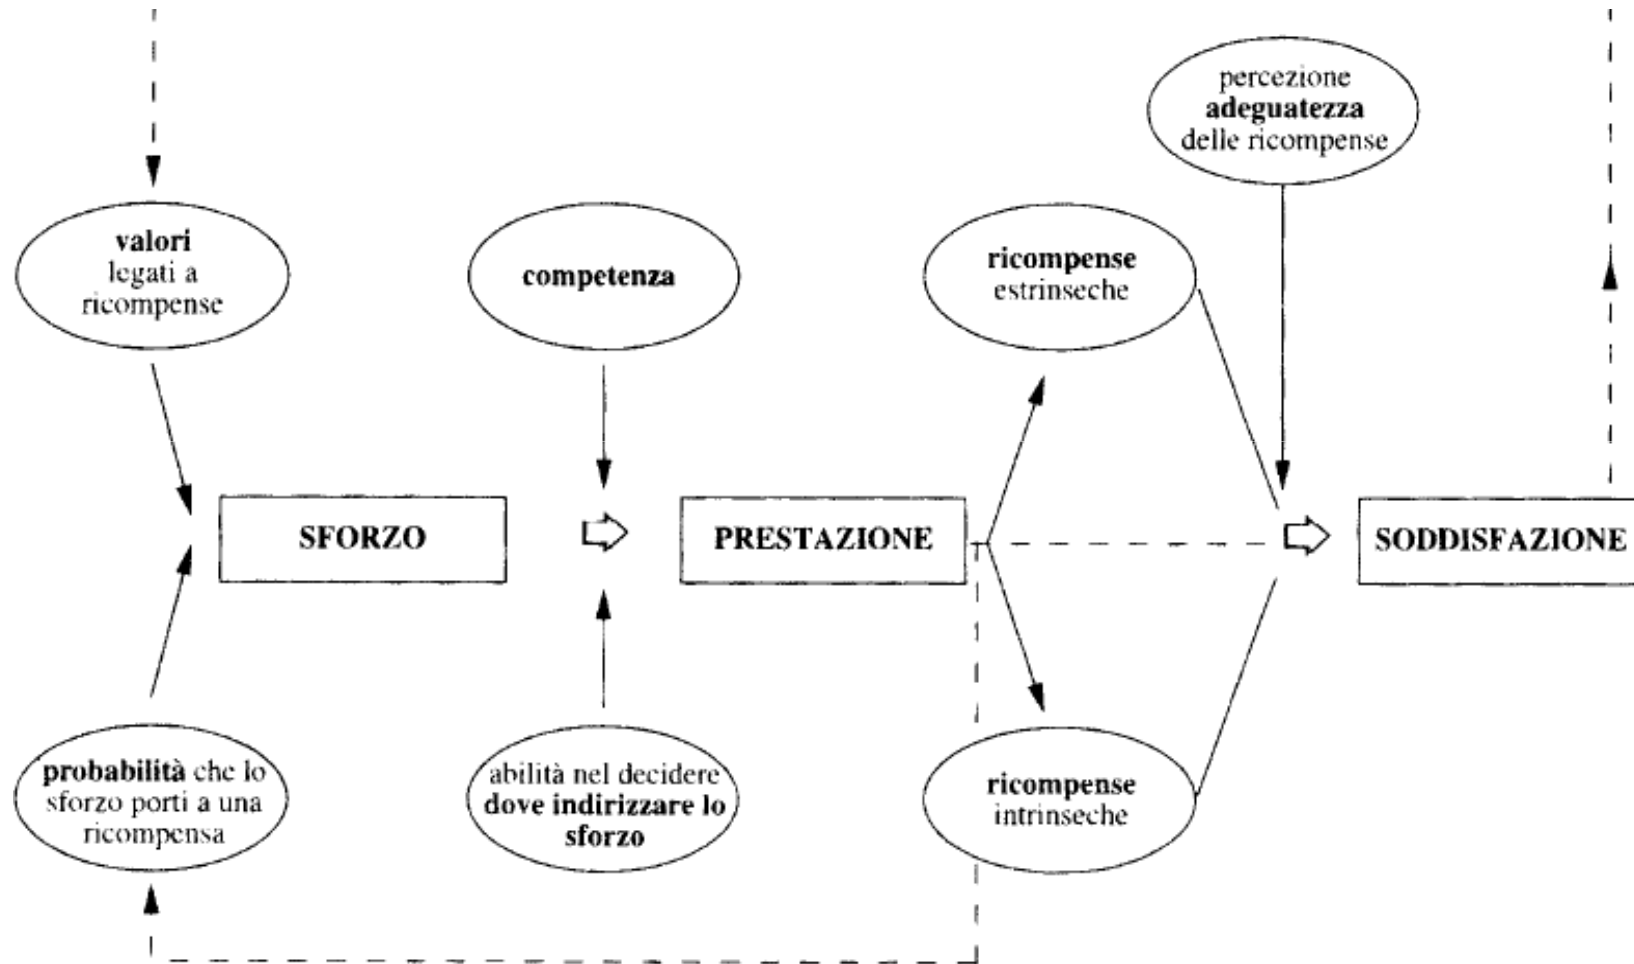 percezione
adeguatezza
delle ricompense
valori
legati a
ricompense
competenza
ricompense
estrinseche
SFORZO
PRESTAZIONE
SODDISFAZIONE
probabilità che lo
sforzo porti a una
ricompensa
abilità nel decidere
dove indirizzare lo
sforzo
ricompense
intrinseche